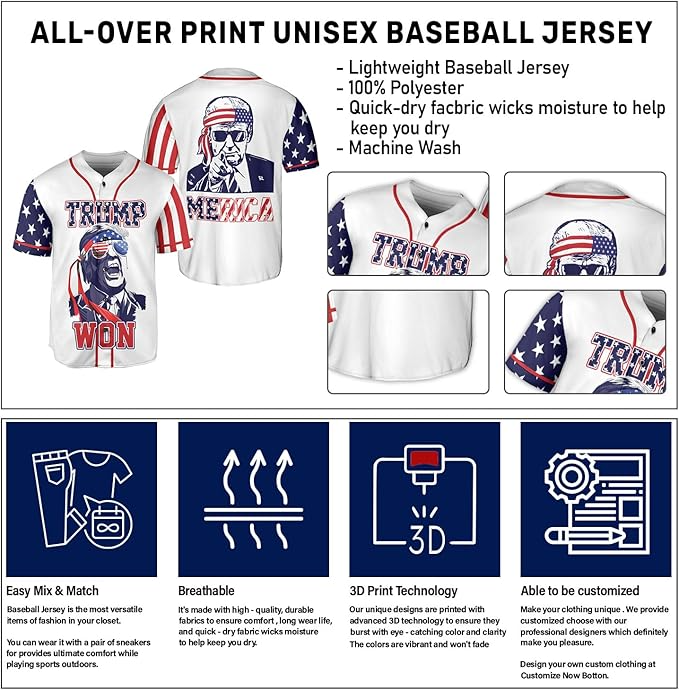 ALL-OVER PRINT UNISEX BASEBALL JERSEY
- Lightweight Baseball Jersey
- 100% Polyester
- Quick-dry facbric wicks moisture to help
keep you dry
- Machine Wash
TRUMP
WON
MERICA
TRUMP
TRUMP
3D
Easy Mix & Match
Baseball Jersey is the most versatile
items of fashion in your closet.
You can wear it with a pair of sneakers
for provides ultimate comfort while
playing sports outdoors.
Breathable
It's made with high - quality, durable
fabrics to ensure comfort , long wear life,
and quick - dry fabric wicks moisture
to help keep you dry.
3D Print Technology
Our unique designs are printed with
advanced 3D technology to ensure they
burst with eye - catching color and clarity
The colors are vibrant and won't fade
Able to be customized
Make your clothing unique . We provide
customized choose with our
professional designers which definitely
make you pleasure.
Design your own custom clothing at
Customize Now Botton.